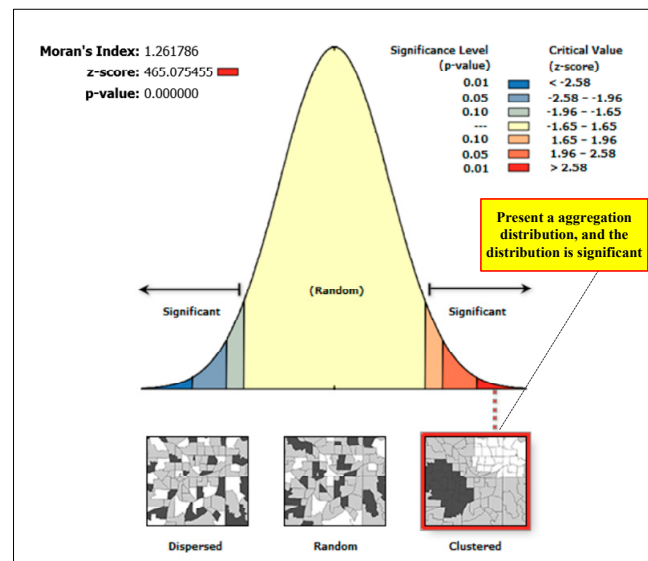 Moran's Index: 1.261786
z-score: 465.075455
p-value: 0.000000
Significance Level
(p-value)
Critical Value
(z-score)
0.01 < -2.58
0.05 -2.58 – -1.96
0.10 -1.96 – -1.65
--- -1.65 – 1.65
0.10 1.65 – 1.96
0.05 1.96 – 2.58
0.01 > 2.58
Present a aggregation
distribution, and the
distribution is significant
Significant
(Random)
Significant
Dispersed
Random
Clustered